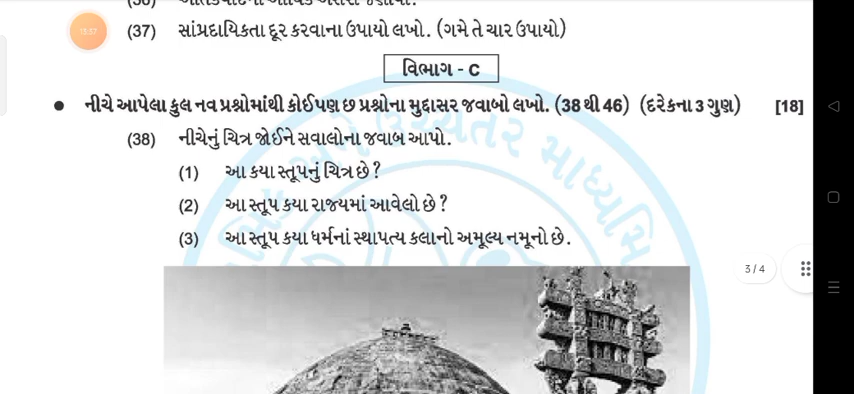 (37) સાંપ્રદાયિકતા દૂર કરવાના ઉપાયો લખો. (ગમે તે ચાર ઉપાયો)
વિભાગ - C
● નીચે આપેલા કુલ નવ પ્રશ્નોમાંથી કોઈપણ છ પ્રશ્નોના મુદ્દાસર જવાબો લખો. (38 થી 46) (દરેકના 3 ગુણ) [18]
(38) નીચેનું ચિત્ર જોઈને સવાલોના જવાબ આપો.
(1) આ કયા સ્તૂપનું ચિત્ર છે ?
(2) આ સ્તૂપ કયા રાજ્યમાં આવેલો છે ?
(3) આ સ્તૂપ કયા ધર્મનાં સ્થાપત્ય કલાનો અમૂલ્ય નમૂનો છે.
3 / 4